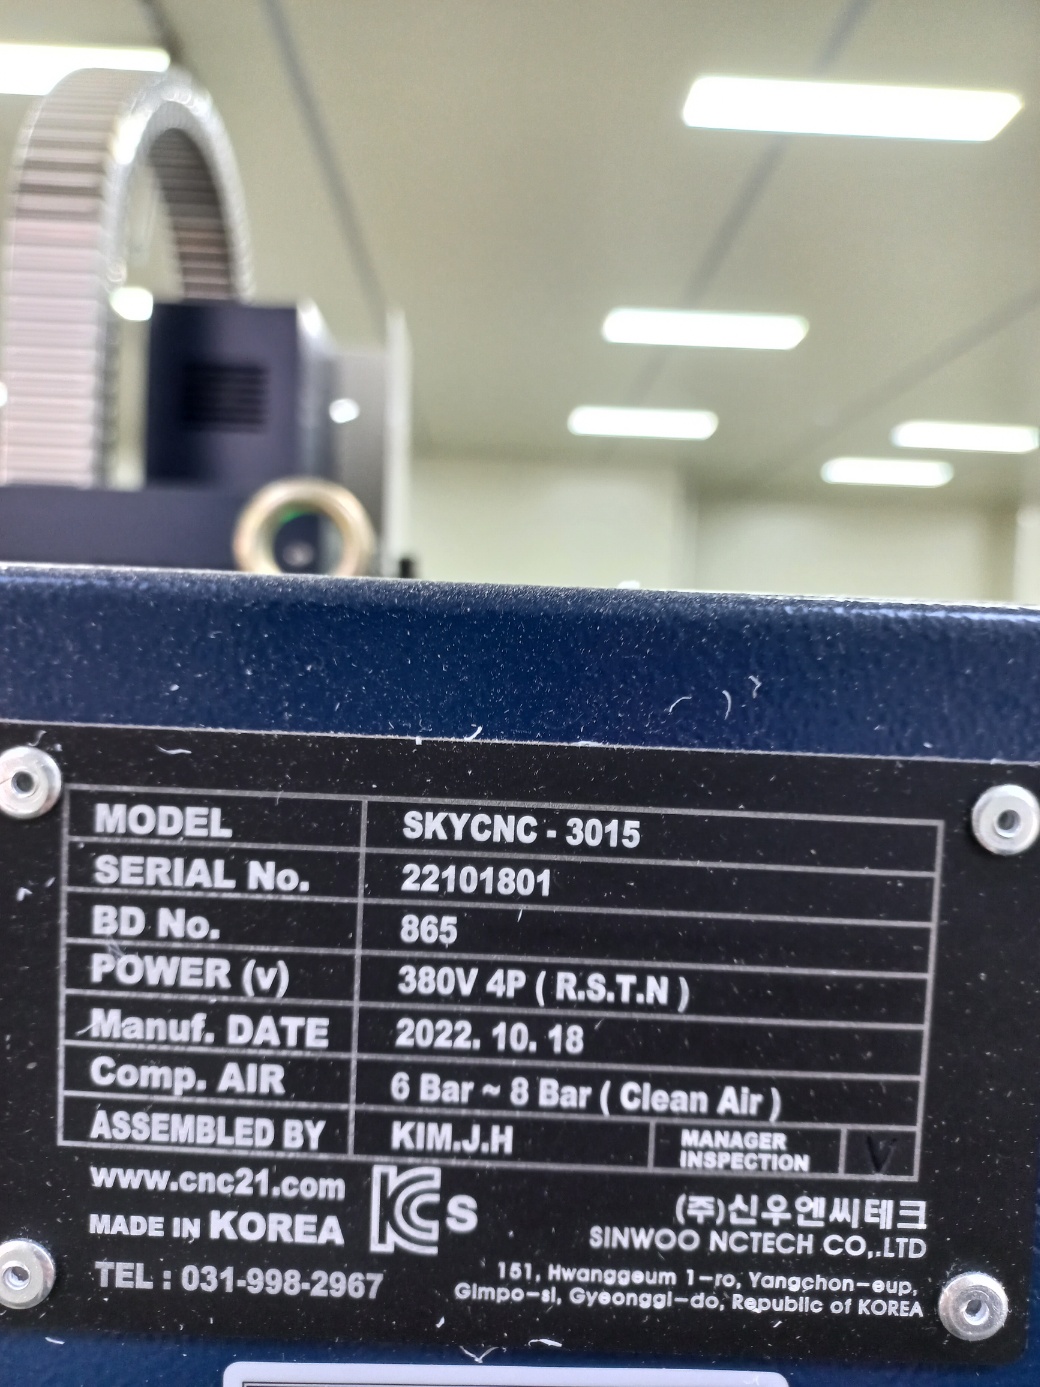 MODEL SKYCNC - 3015
SERIAL No. 22101801
BD No. 865
POWER (v) 380V 4P ( R.S.T.N )
Manuf. DATE 2022. 10. 18
Comp. AIR 6 Bar ~ 8 Bar ( Clean Air )
ASSEMBLED BY KIM.J.H MANAGER INSPECTION V
www.cnc21.com
MADE IN KOREA
KCs
TEL : 031-998-2967
(주)신우엔씨테크
SINWOO NCTECH CO,.LTD
151, Hwanggeum 1-ro, Yangchon-eup,
Gimpo-si, Gyeonggi-do, Republic of KOREA